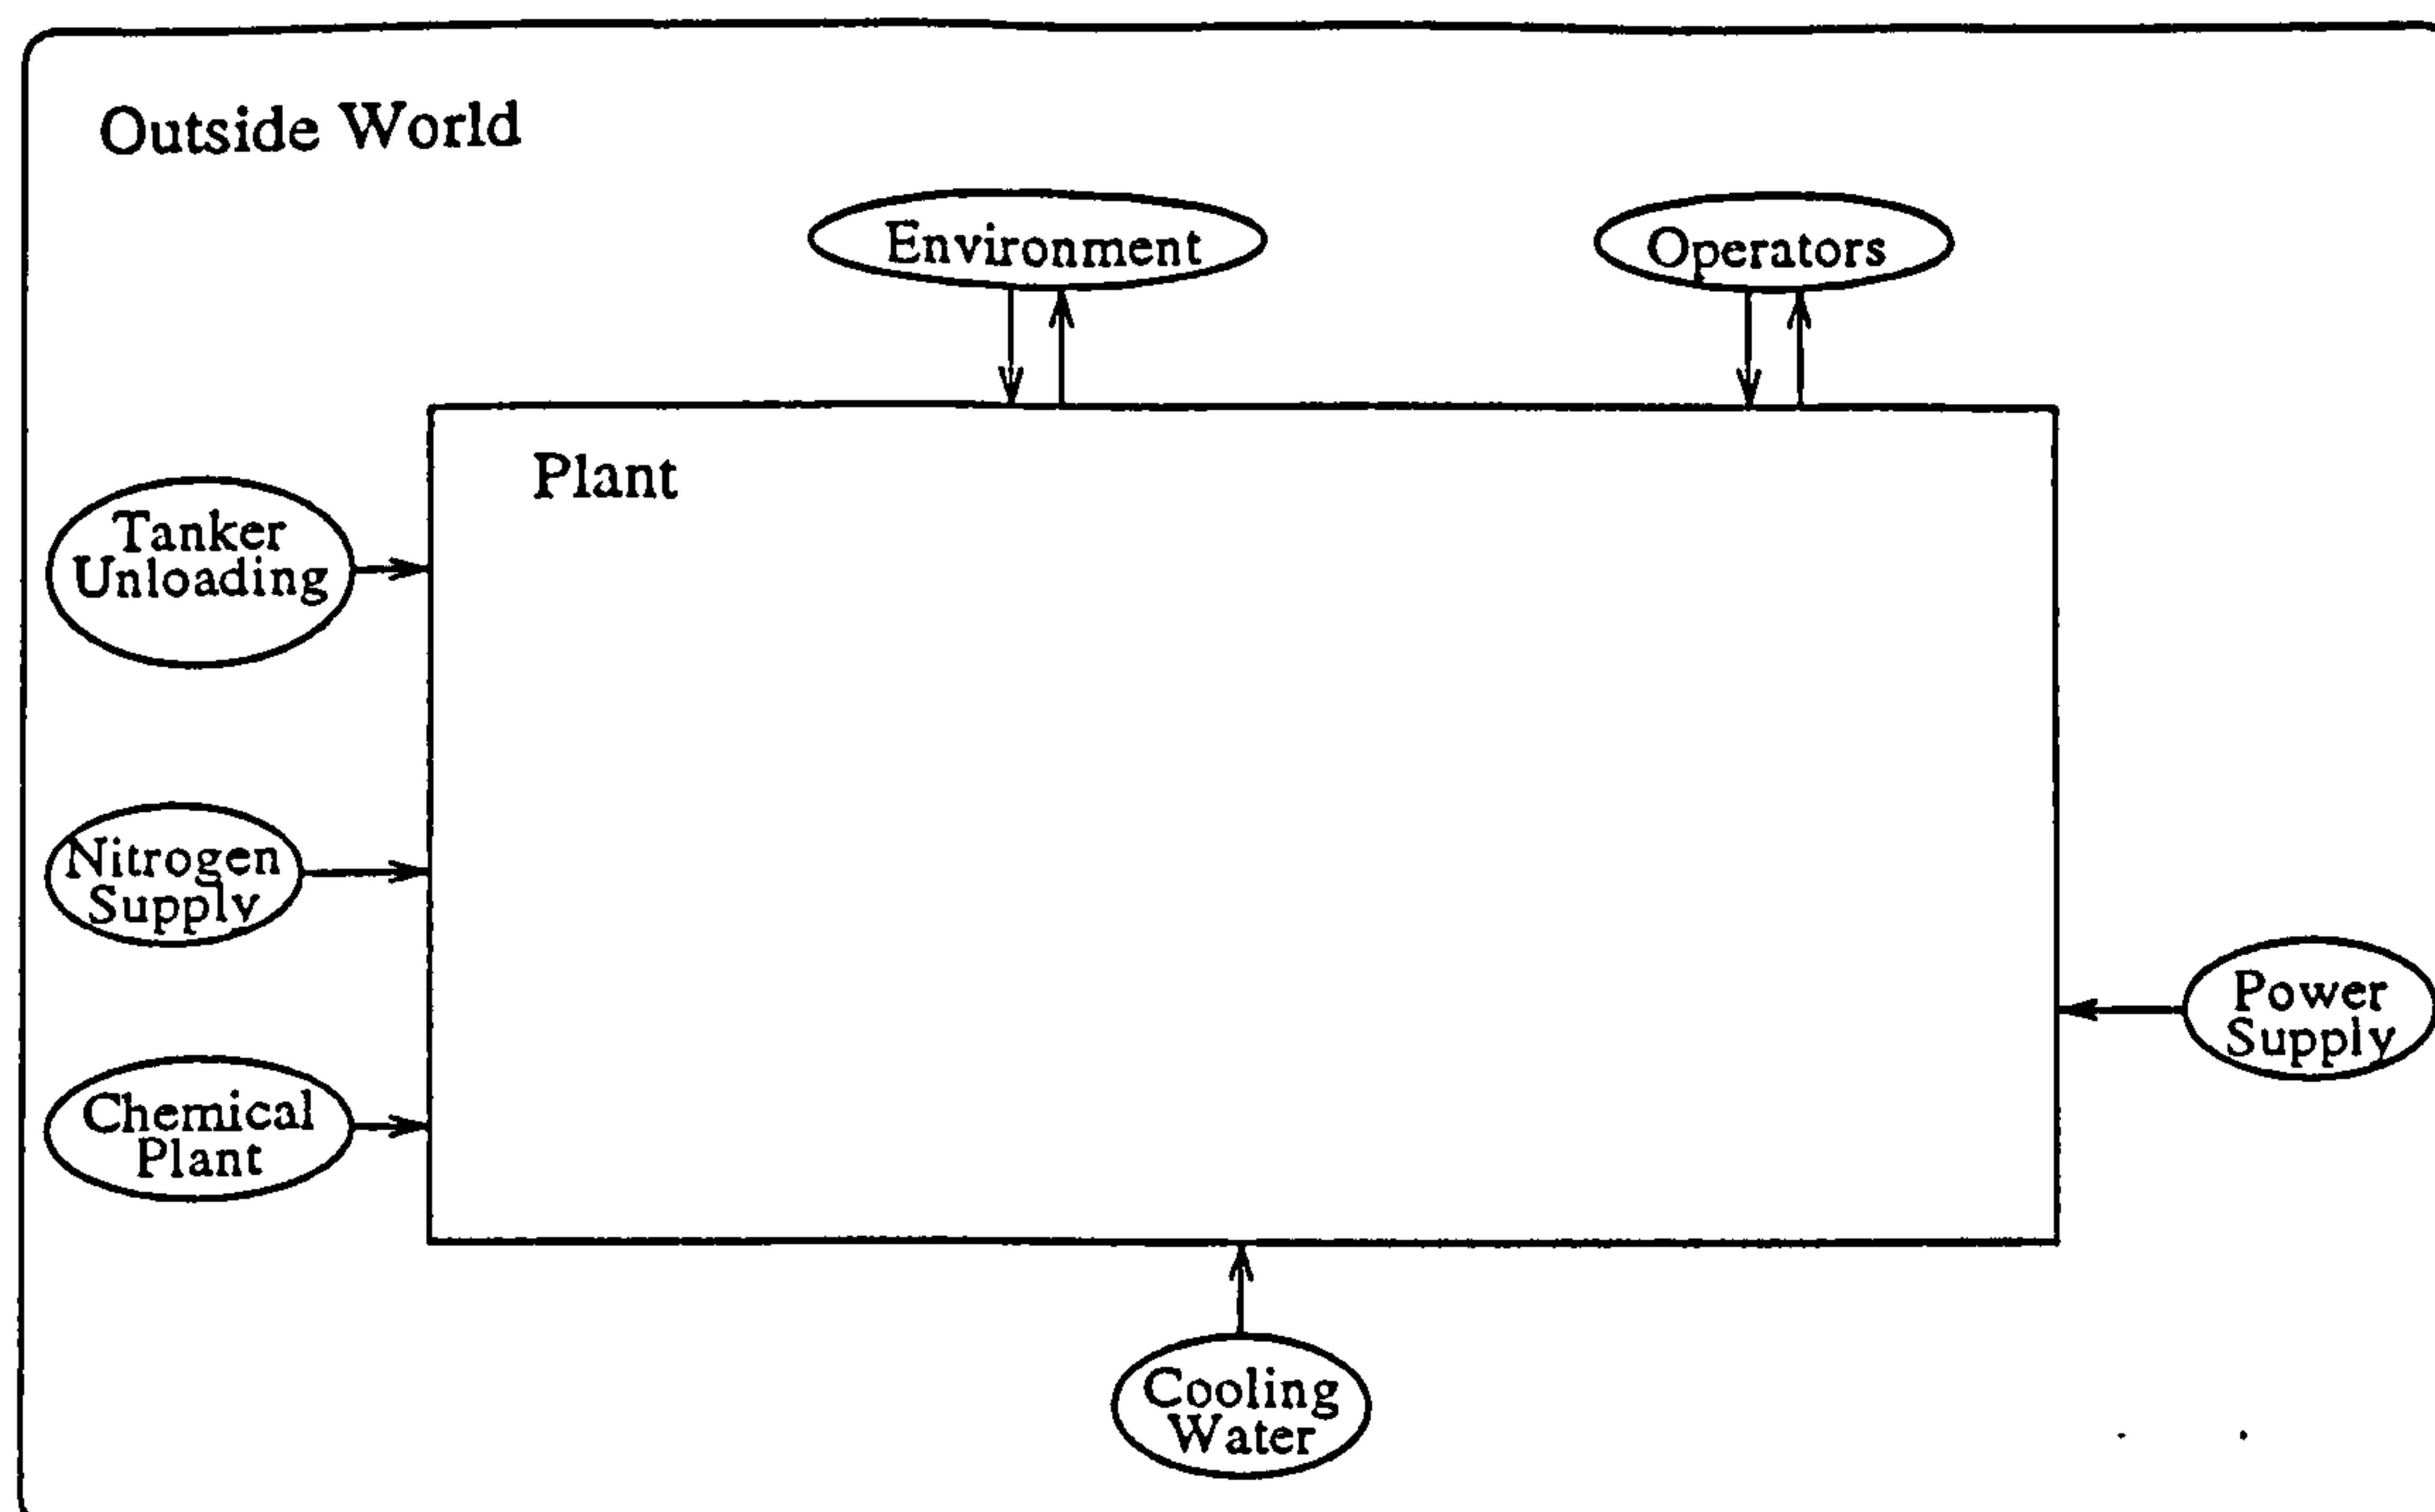 Outside World
Environment
Operators
Plant
Tanker
Unloading
Nitrogen
Supply
Power
Supply
Chemical
Plant
Cooling
Water